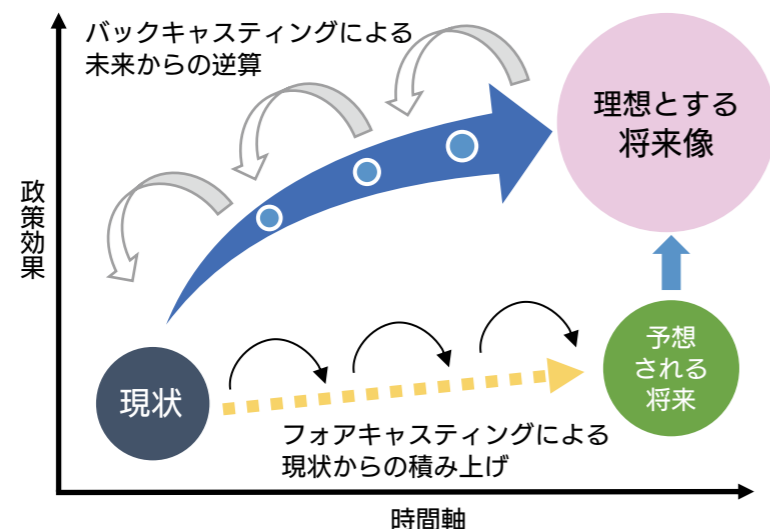 バックキャスティングによる
未来からの逆算
理想とする
将来像
政策効果
現状
予想
される
将来
フォアキャスティングによる
現状からの積み上げ
時間軸